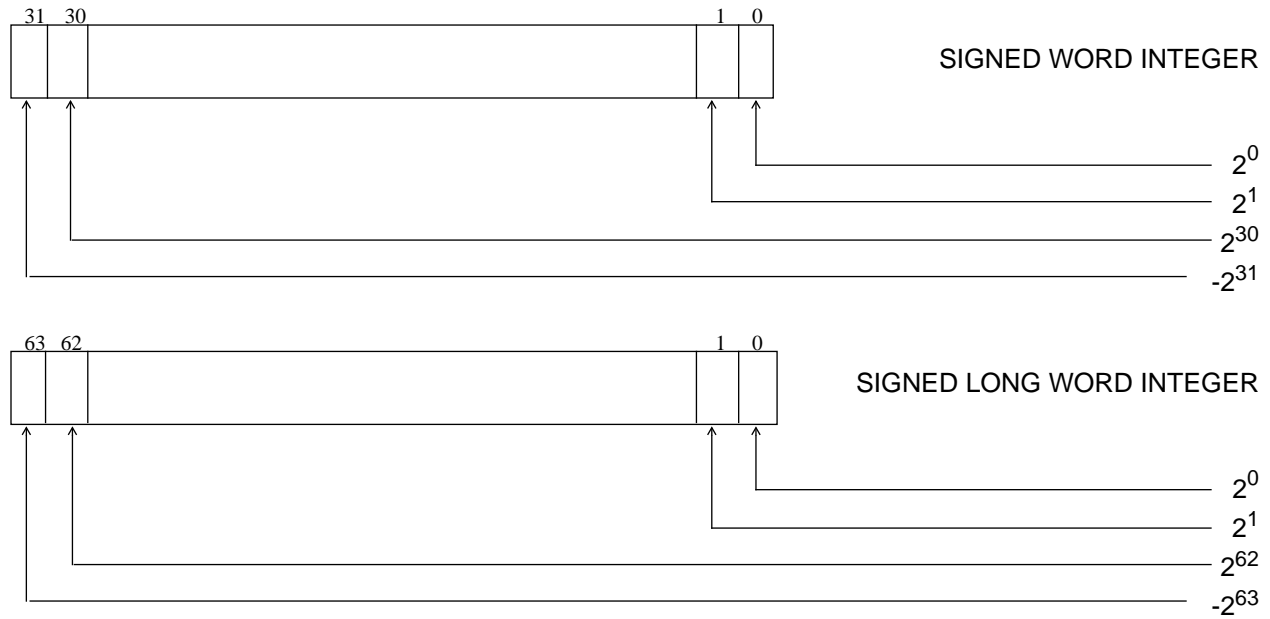 31 30 1 0
SIGNED WORD INTEGER
2^0
2^1
2^30
-2^31
63 62 1 0
SIGNED LONG WORD INTEGER
2^0
2^1
2^62
-2^63